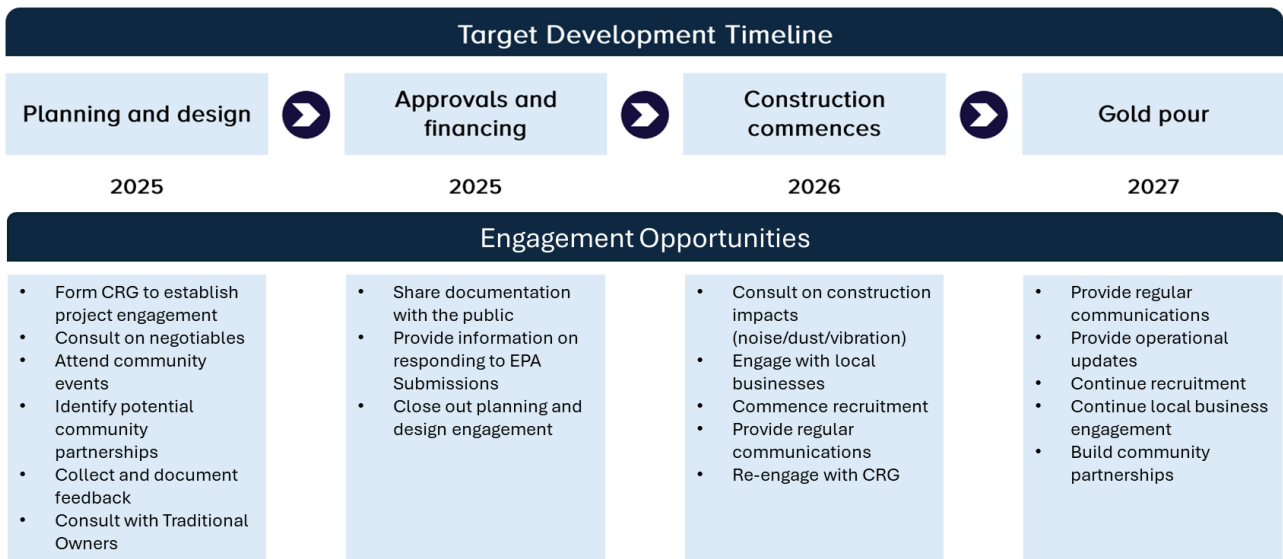 Target Development Timeline
Planning and design
Approvals and
financing
Construction
commences
Gold pour
2025
2025
2026
2027
Engagement Opportunities
• Form CRG to establish
project engagement
• Consult on negotiables
• Attend community
events
• Identify potential
community
partnerships
• Collect and document
feedback
• Consult with Traditional
Owners
• Share documentation
with the public
• Provide information on
responding to EPA
Submissions
• Close out planning and
design engagement
• Consult on construction
impacts
(noise/dust/vibration)
• Engage with local
businesses
• Commence recruitment
• Provide regular
communications
• Re-engage with CRG
• Provide regular
communications
• Provide operational
updates
• Continue recruitment
• Continue local business
engagement
• Build community
partnerships